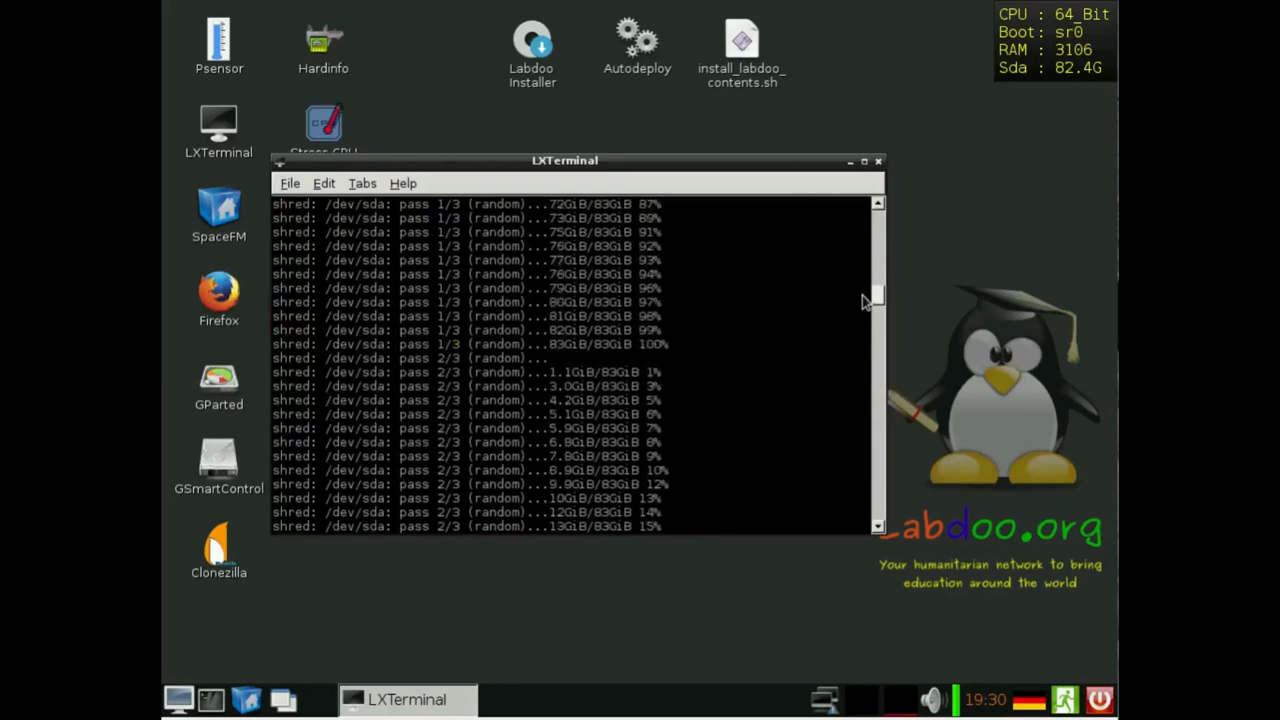 CPU : 64_Bit
Boot: sr0
RAM : 3106
Sda : 82.4G
Psensor
Hardinfo
Labdoo
Installer
Autodeploy
install_labdoo_
contents.sh
LXTerminal
Stress CPU
LXTerminal
File Edit Tabs Help
shred: /dev/sda: pass 1/3 (random)...72GiB/83GiB 87%
shred: /dev/sda: pass 1/3 (random)...73GiB/83GiB 89%
shred: /dev/sda: pass 1/3 (random)...75GiB/83GiB 91%
shred: /dev/sda: pass 1/3 (random)...76GiB/83GiB 92%
shred: /dev/sda: pass 1/3 (random)...77GiB/83GiB 93%
shred: /dev/sda: pass 1/3 (random)...78GiB/83GiB 94%
shred: /dev/sda: pass 1/3 (random)...79GiB/83GiB 96%
shred: /dev/sda: pass 1/3 (random)...80GiB/83GiB 97%
shred: /dev/sda: pass 1/3 (random)...81GiB/83GiB 98%
shred: /dev/sda: pass 1/3 (random)...82GiB/83GiB 99%
shred: /dev/sda: pass 1/3 (random)...83GiB/83GiB 100%
shred: /dev/sda: pass 2/3 (random)...
shred: /dev/sda: pass 2/3 (random)...1.1GiB/83GiB 1%
shred: /dev/sda: pass 2/3 (random)...3.0GiB/83GiB 3%
shred: /dev/sda: pass 2/3 (random)...4.2GiB/83GiB 5%
shred: /dev/sda: pass 2/3 (random)...5.1GiB/83GiB 6%
shred: /dev/sda: pass 2/3 (random)...5.9GiB/83GiB 7%
shred: /dev/sda: pass 2/3 (random)...6.8GiB/83GiB 8%
shred: /dev/sda: pass 2/3 (random)...7.8GiB/83GiB 9%
shred: /dev/sda: pass 2/3 (random)...8.9GiB/83GiB 10%
shred: /dev/sda: pass 2/3 (random)...9.9GiB/83GiB 12%
shred: /dev/sda: pass 2/3 (random)...10GiB/83GiB 13%
shred: /dev/sda: pass 2/3 (random)...12GiB/83GiB 14%
shred: /dev/sda: pass 2/3 (random)...13GiB/83GiB 15%
SpaceFM
Firefox
GParted
GSmartControl
Clonezilla
Labdoo.org
Your humanitarian network to bring
education around the world
LXTerminal
19:30